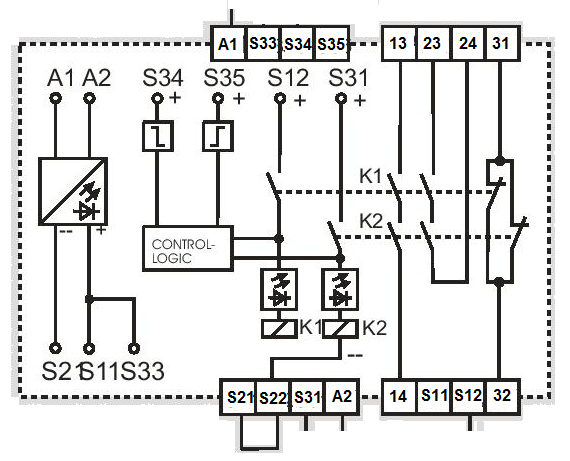 A1 S33 S34 S35 13 23 24 31
A1 A2 S34 S35 S12 S31
+ + + +
K1
K2
-- +
CONTROL-
LOGIC
K1 K2
--
S21 S11 S33
S21 S22 S31 A2 14 S11 S12 32